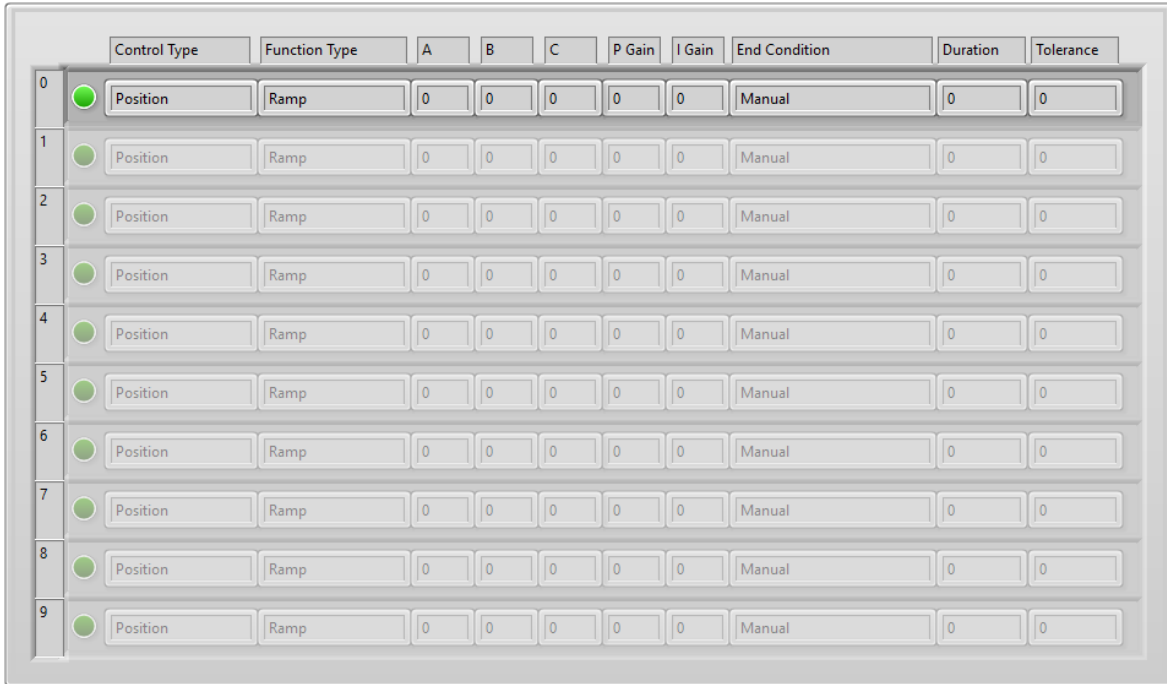 Control Type Function Type A B C P Gain I Gain End Condition Duration Tolerance
0 Position Ramp 0 0 0 0 0 Manual 0 0
1 Position Ramp 0 0 0 0 0 Manual 0 0
2 Position Ramp 0 0 0 0 0 Manual 0 0
3 Position Ramp 0 0 0 0 0 Manual 0 0
4 Position Ramp 0 0 0 0 0 Manual 0 0
5 Position Ramp 0 0 0 0 0 Manual 0 0
6 Position Ramp 0 0 0 0 0 Manual 0 0
7 Position Ramp 0 0 0 0 0 Manual 0 0
8 Position Ramp 0 0 0 0 0 Manual 0 0
9 Position Ramp 0 0 0 0 0 Manual 0 0